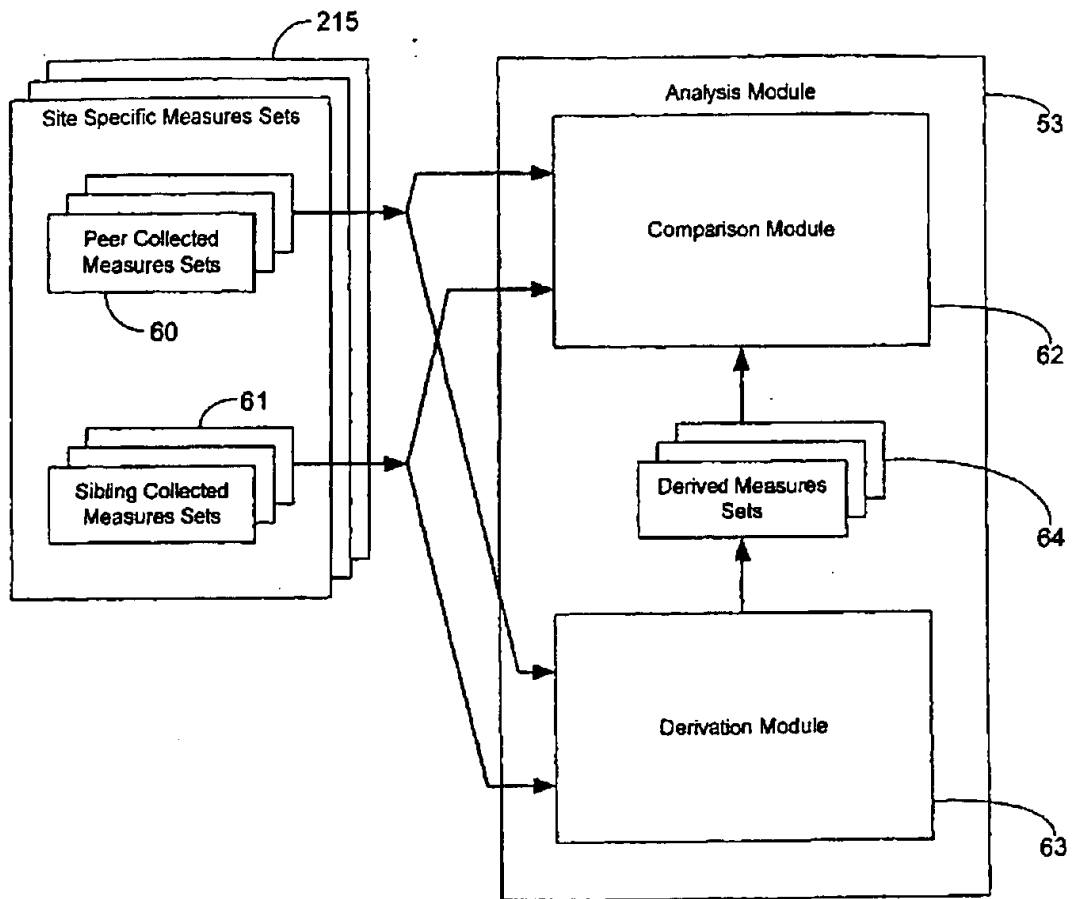 215
Site Specific Measures Sets
Peer Collected
Measures Sets
60
61
Sibling Collected
Measures Sets
Analysis Module
53
Comparison Module
62
Derived Measures
Sets
64
Derivation Module
63